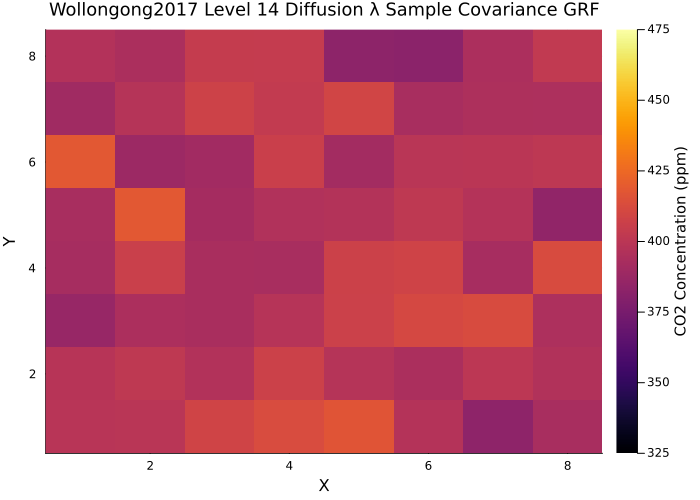 Wollongong2017 Level 14 Diffusion λ Sample Covariance GRF
8
6
4
2
Y
2 4 6 8
X
475
450
425
400
375
350
325
CO2 Concentration (ppm)